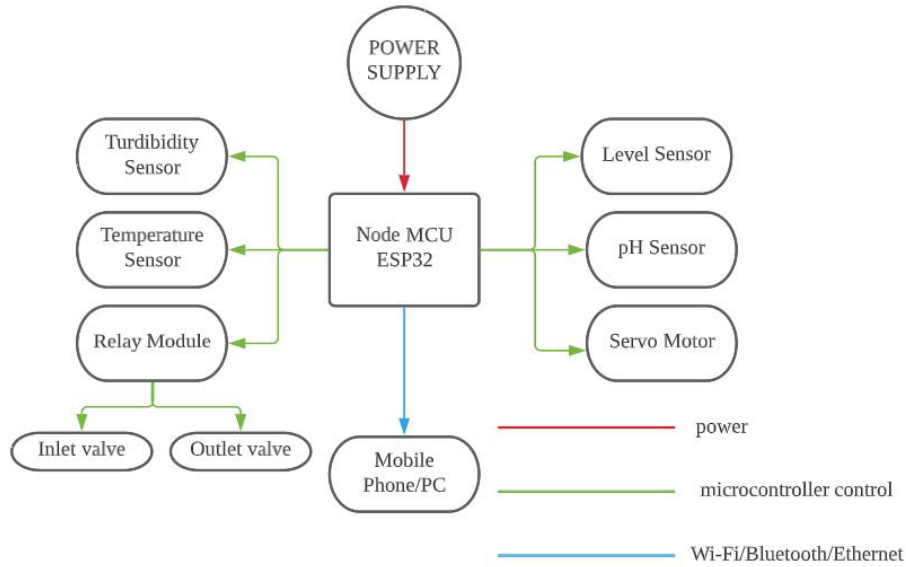 POWER
SUPPLY
Turdibidity
Sensor
Level Sensor
Temperature
Sensor
Node MCU
ESP32
pH Sensor
Relay Module
Servo Motor
Inlet valve
Outlet valve
Mobile
Phone/PC
power
microcontroller control
Wi-Fi/Bluetooth/Ethernet